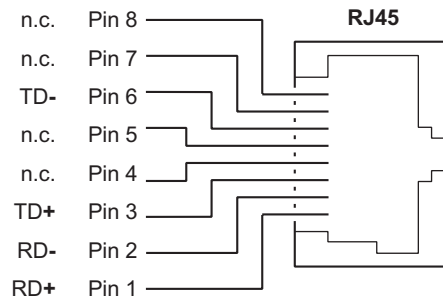 RJ45
n.c. Pin 8
n.c. Pin 7
TD- Pin 6
n.c. Pin 5
n.c. Pin 4
TD+ Pin 3
RD- Pin 2
RD+ Pin 1